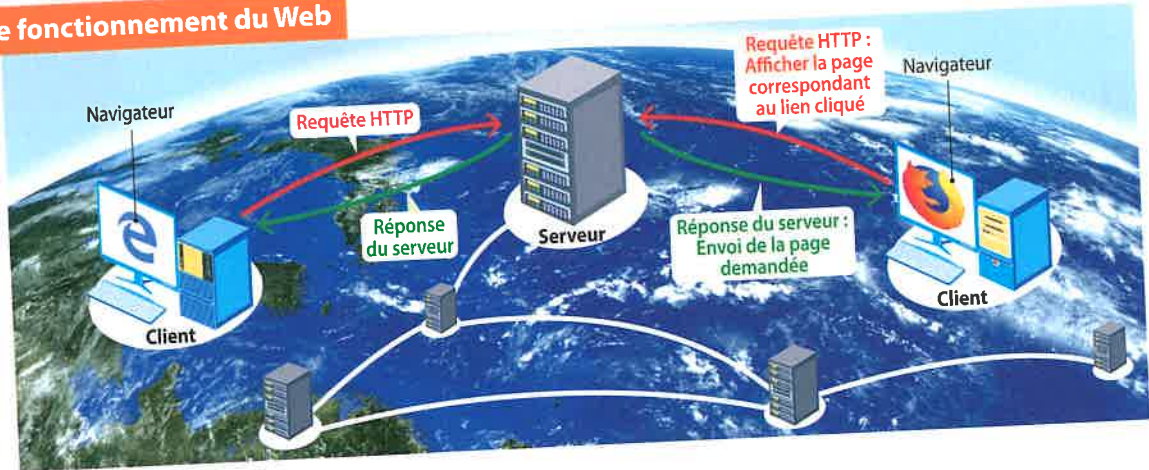 e fonctionnement du Web
Navigateur
Requête HTTP
Réponse
du serveur
Client
Serveur
Requête HTTP :
Afficher la page
correspondant
au lien cliqué
Navigateur
Réponse du serveur :
Envoi de la page
demandée
Client